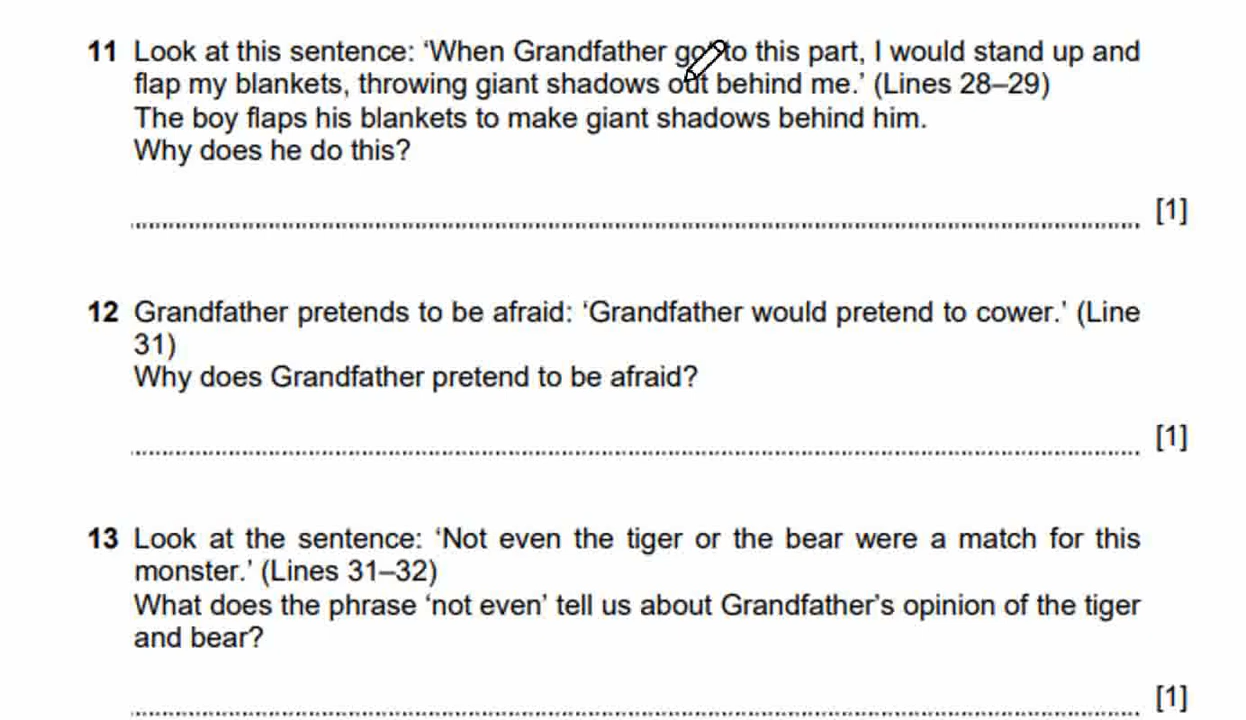 11 Look at this sentence: ‘When Grandfather got to this part, I would stand up and
flap my blankets, throwing giant shadows out behind me.’ (Lines 28–29)
The boy flaps his blankets to make giant shadows behind him.
Why does he do this?
[1]
12 Grandfather pretends to be afraid: ‘Grandfather would pretend to cower.’ (Line
31)
Why does Grandfather pretend to be afraid?
[1]
13 Look at the sentence: ‘Not even the tiger or the bear were a match for this
monster.’ (Lines 31–32)
What does the phrase ‘not even’ tell us about Grandfather’s opinion of the tiger
and bear?
[1]